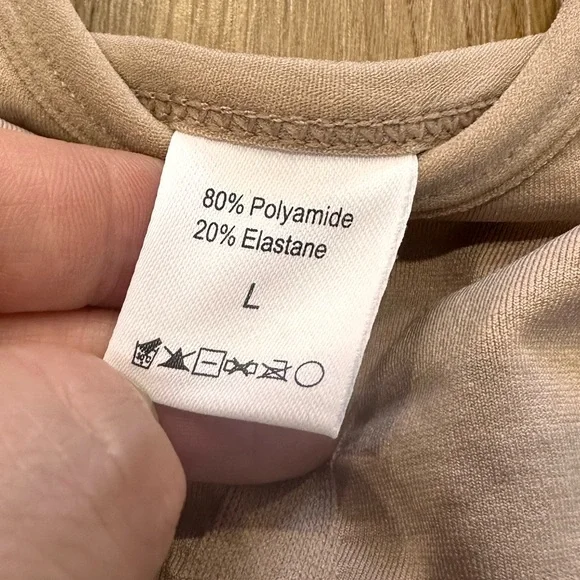 80% Polyamide
20% Elastane
L